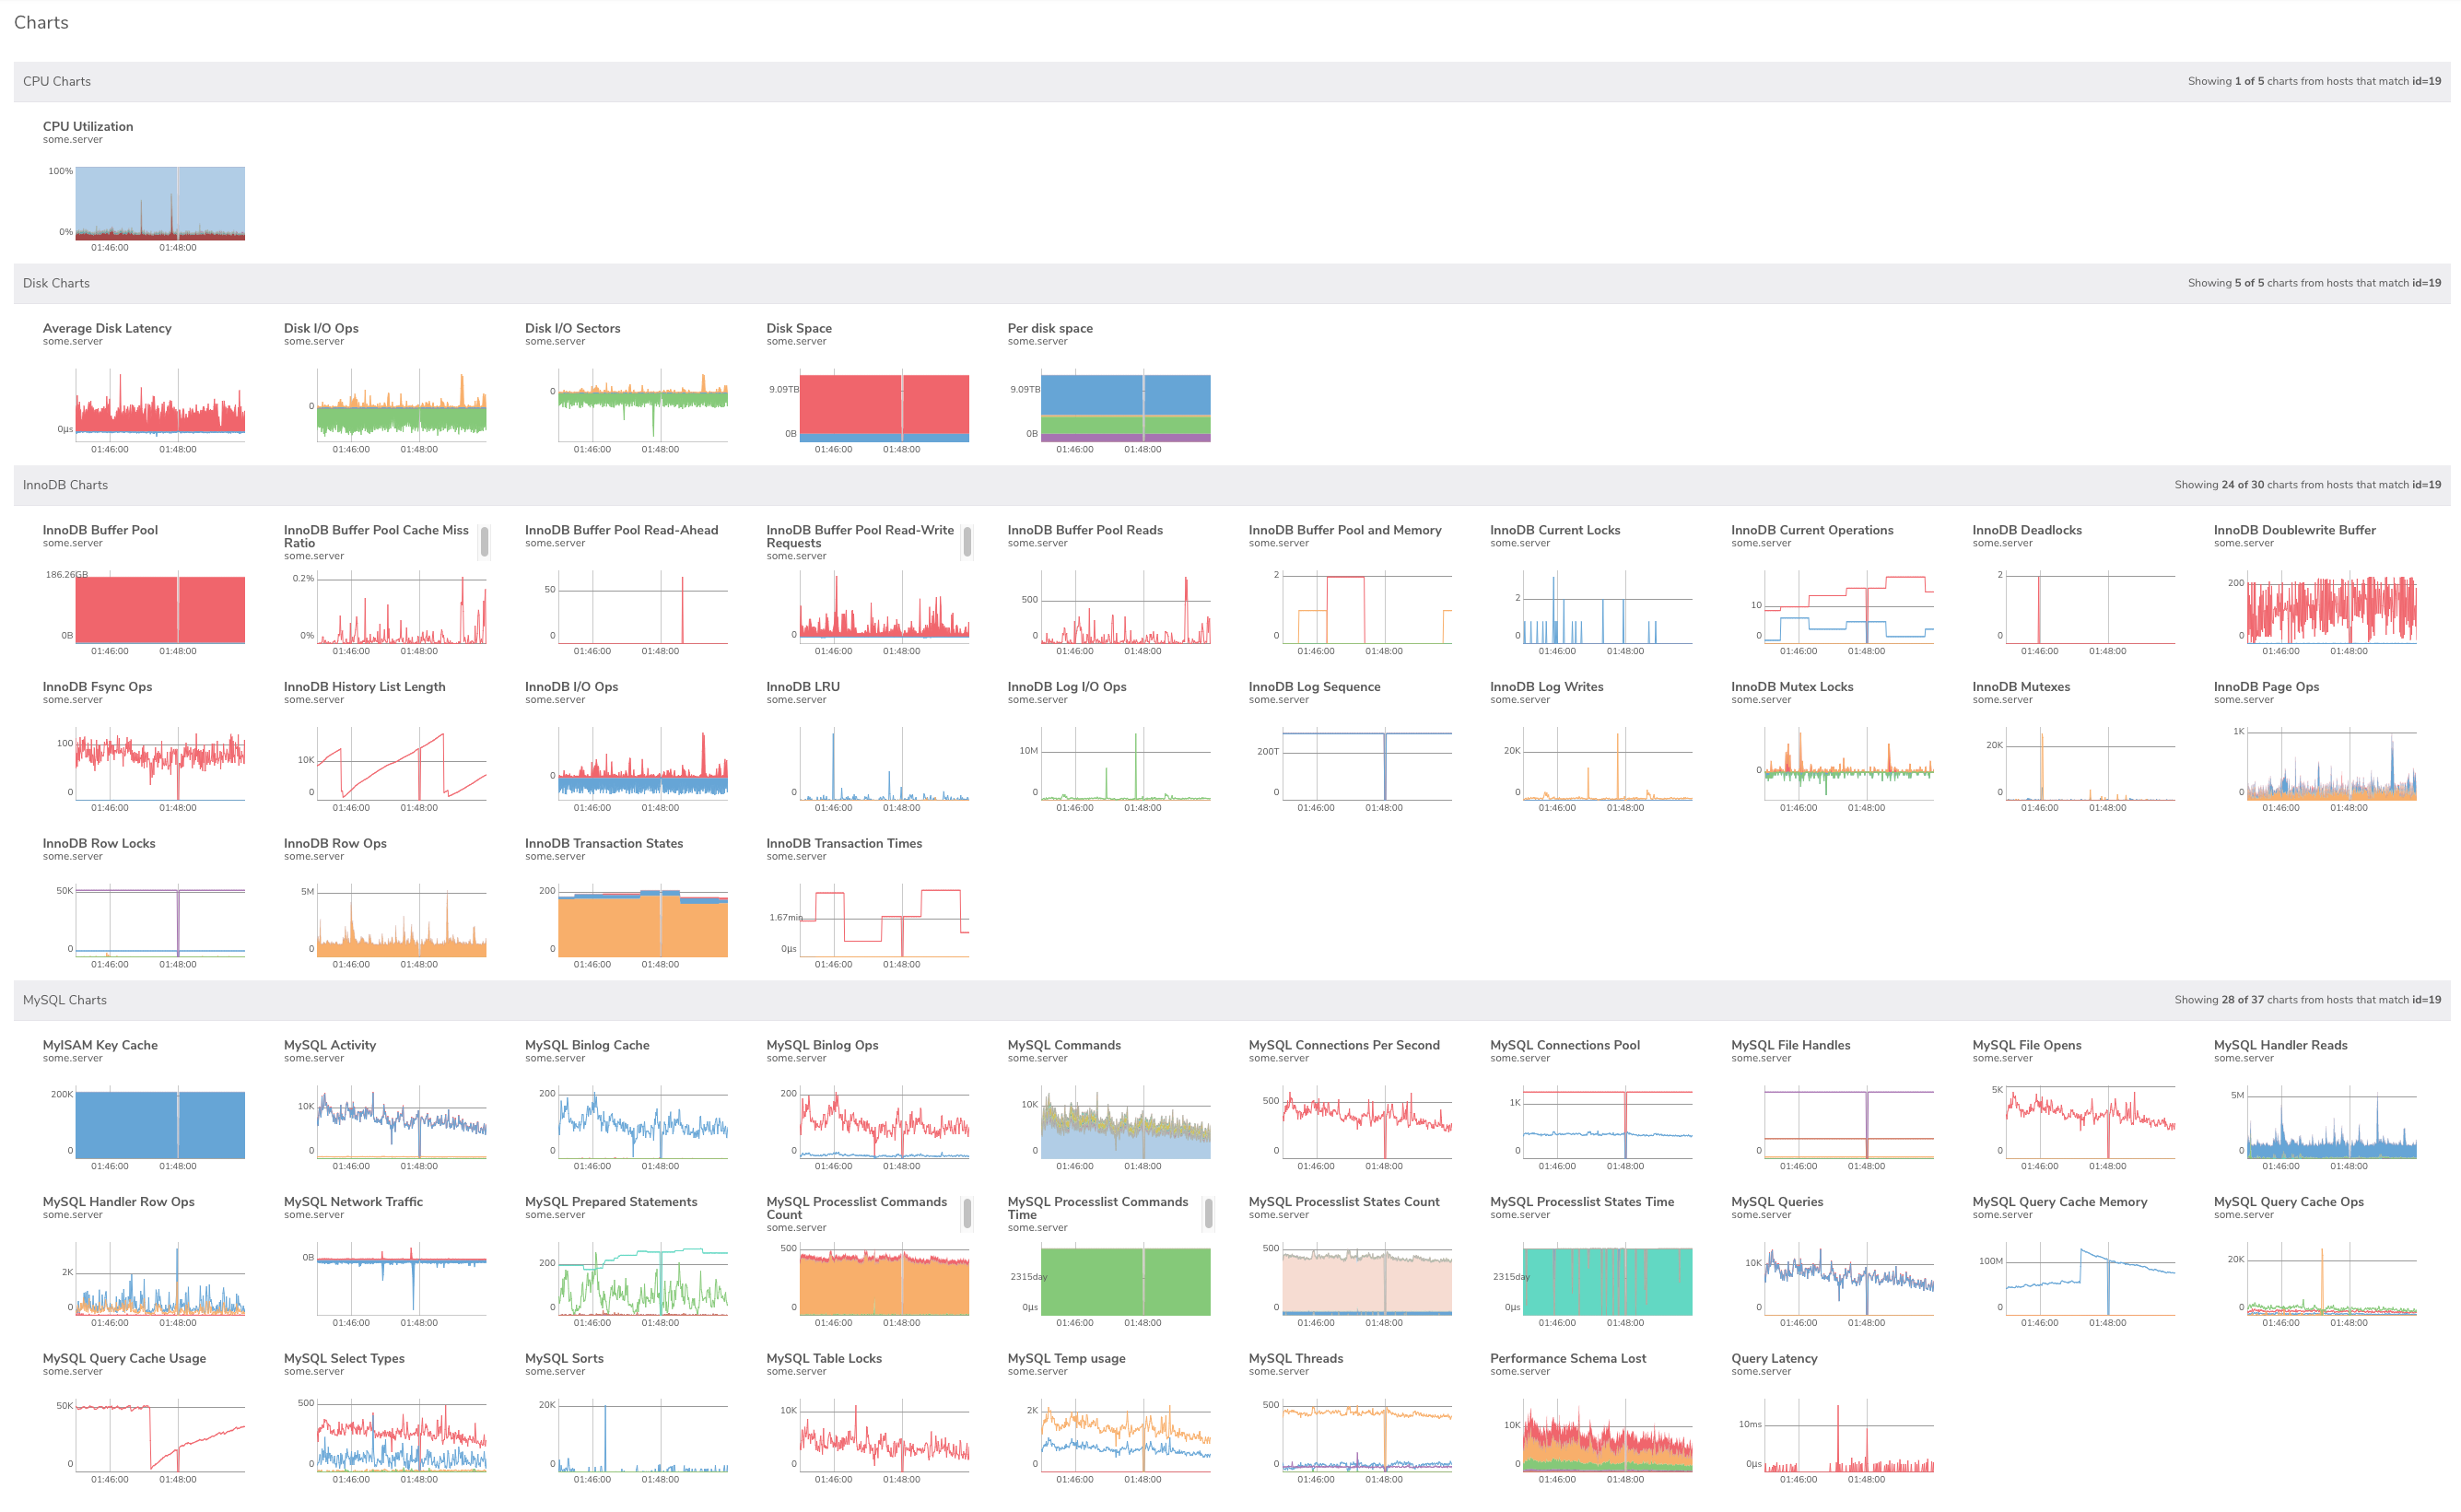 Charts
CPU Charts
Showing 1 of 5 charts from hosts that match id=19
CPU Utilization
some.server
100%
0%
01:46:00 01:48:00
Disk Charts
Showing 5 of 5 charts from hosts that match id=19
Average Disk Latency
some.server
0µs
01:46:00 01:48:00
Disk I/O Ops
some.server
0
01:46:00 01:48:00
Disk I/O Sectors
some.server
0
01:46:00 01:48:00
Disk Space
some.server
9.09TB
0B
01:46:00 01:48:00
Per disk space
some.server
9.09TB
0B
01:46:00 01:48:00
InnoDB Charts
Showing 24 of 30 charts from hosts that match id=19
InnoDB Buffer Pool
some.server
186.26GB
0B
01:46:00 01:48:00
InnoDB Buffer Pool Cache Miss
Ratio
some.server
0.2%
0%
01:46:00 01:48:00
InnoDB Buffer Pool Read-Ahead
some.server
50
0
01:46:00 01:48:00
InnoDB Buffer Pool Read-Write
Requests
some.server
0
01:46:00 01:48:00
InnoDB Buffer Pool Reads
some.server
500
0
01:46:00 01:48:00
InnoDB Buffer Pool and Memory
some.server
2
0
01:46:00 01:48:00
InnoDB Current Locks
some.server
2
0
01:46:00 01:48:00
InnoDB Current Operations
some.server
10
0
01:46:00 01:48:00
InnoDB Deadlocks
some.server
2
0
01:46:00 01:48:00
InnoDB Doublewrite Buffer
some.server
200
0
01:46:00 01:48:00
InnoDB Fsync Ops
some.server
100
0
01:46:00 01:48:00
InnoDB History List Length
some.server
10K
0
01:46:00 01:48:00
InnoDB I/O Ops
some.server
0
01:46:00 01:48:00
InnoDB LRU
some.server
0
01:46:00 01:48:00
InnoDB Log I/O Ops
some.server
10M
0
01:46:00 01:48:00
InnoDB Log Sequence
some.server
200T
0
01:46:00 01:48:00
InnoDB Log Writes
some.server
20K
0
01:46:00 01:48:00
InnoDB Mutex Locks
some.server
0
01:46:00 01:48:00
InnoDB Mutexes
some.server
20K
0
01:46:00 01:48:00
InnoDB Page Ops
some.server
1K
0
01:46:00 01:48:00
InnoDB Row Locks
some.server
50K
0
01:46:00 01:48:00
InnoDB Row Ops
some.server
5M
0
01:46:00 01:48:00
InnoDB Transaction States
some.server
200
0
01:46:00 01:48:00
InnoDB Transaction Times
some.server
1.67min
0µs
01:46:00 01:48:00
MySQL Charts
Showing 28 of 37 charts from hosts that match id=19
MyISAM Key Cache
some.server
200K
0
01:46:00 01:48:00
MySQL Activity
some.server
10K
0
01:46:00 01:48:00
MySQL Binlog Cache
some.server
200
0
01:46:00 01:48:00
MySQL Binlog Ops
some.server
200
0
01:46:00 01:48:00
MySQL Commands
some.server
10K
0
01:46:00 01:48:00
MySQL Connections Per Second
some.server
500
0
01:46:00 01:48:00
MySQL Connections Pool
some.server
1K
0
01:46:00 01:48:00
MySQL File Handles
some.server
0
01:46:00 01:48:00
MySQL File Opens
some.server
5K
0
01:46:00 01:48:00
MySQL Handler Reads
some.server
5M
0
01:46:00 01:48:00
MySQL Handler Row Ops
some.server
2K
0
01:46:00 01:48:00
MySQL Network Traffic
some.server
0B
01:46:00 01:48:00
MySQL Prepared Statements
some.server
200
0
01:46:00 01:48:00
MySQL Processlist Commands
Count
some.server
500
0
01:46:00 01:48:00
MySQL Processlist Commands
Time
some.server
2315day
0µs
01:46:00 01:48:00
MySQL Processlist States Count
some.server
500
0
01:46:00 01:48:00
MySQL Processlist States Time
some.server
2315day
0µs
01:46:00 01:48:00
MySQL Queries
some.server
10K
0
01:46:00 01:48:00
MySQL Query Cache Memory
some.server
100M
0
01:46:00 01:48:00
MySQL Query Cache Ops
some.server
20K
0
01:46:00 01:48:00
MySQL Query Cache Usage
some.server
50K
0
01:46:00 01:48:00
MySQL Select Types
some.server
500
0
01:46:00 01:48:00
MySQL Sorts
some.server
20K
0
01:46:00 01:48:00
MySQL Table Locks
some.server
10K
0
01:46:00 01:48:00
MySQL Temp usage
some.server
2K
0
01:46:00 01:48:00
MySQL Threads
some.server
500
0
01:46:00 01:48:00
Performance Schema Lost
some.server
10K
0
01:46:00 01:48:00
Query Latency
some.server
10ms
0µs
01:46:00 01:48:00